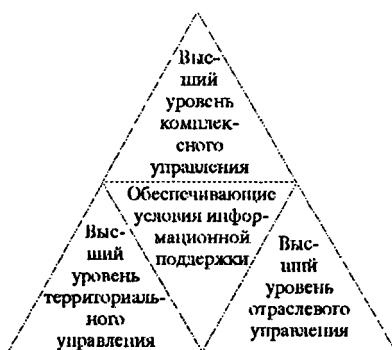 Выс-
ший
уровень
комплек-
сного
управления
Обеспечивающие
условия инфор-
мационной
поддержки
Выс-
ший
уровень
территориаль-
ного
управления
Выс-
ший
уровень
отраслевого
управления